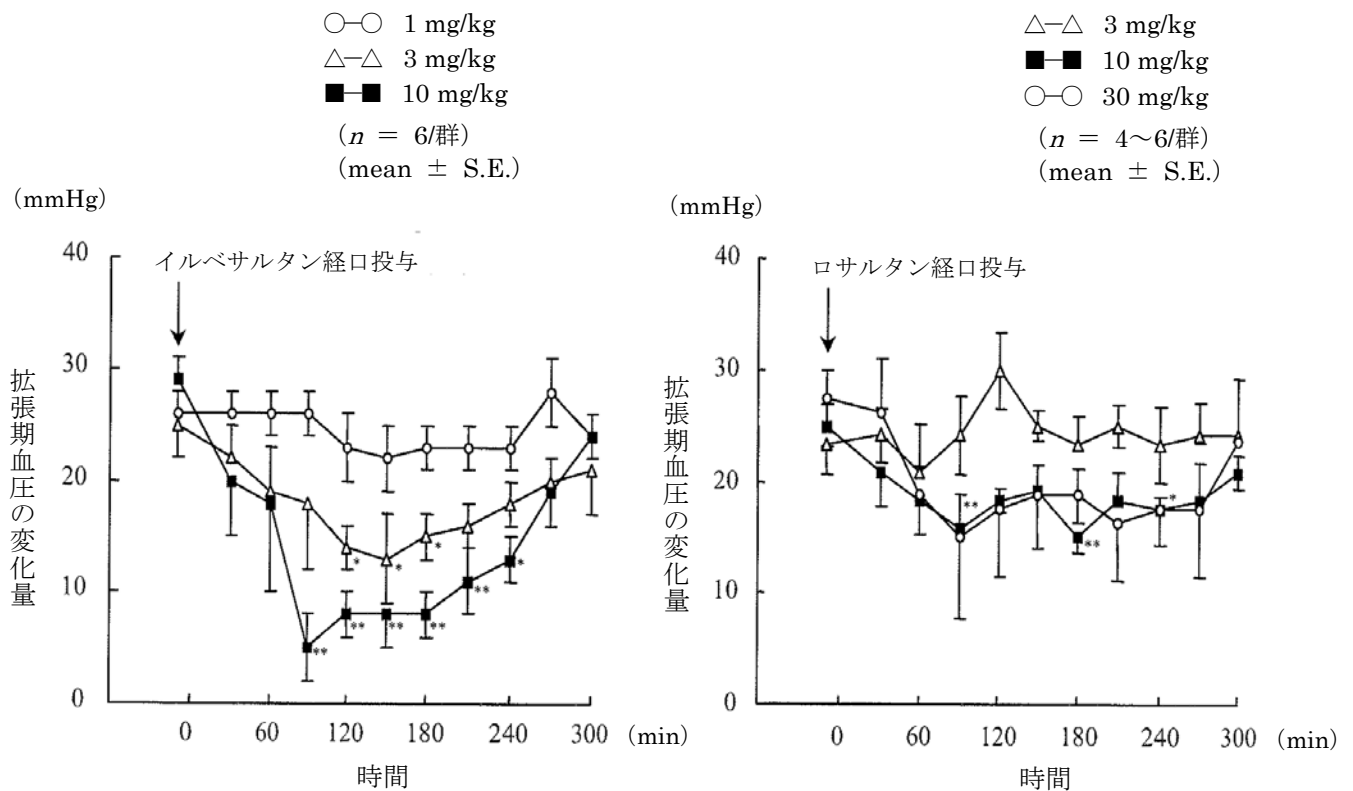 ○─○ 1 mg/kg
△─△ 3 mg/kg
■─■ 10 mg/kg
(n = 6/群)
(mean ± S.E.)
(mmHg)
イルベサルタン経口投与
拡張期血圧の変化量
40
30
20
10
0
*
*
*
**
**
**
**
**
*
0 60 120 180 240 300 (min)
時間
△─△ 3 mg/kg
■─■ 10 mg/kg
○─○ 30 mg/kg
(n = 4〜6/群)
(mean ± S.E.)
(mmHg)
ロサルタン経口投与
拡張期血圧の変化量
40
30
20
10
0
**
**
*
0 60 120 180 240 300 (min)
時間